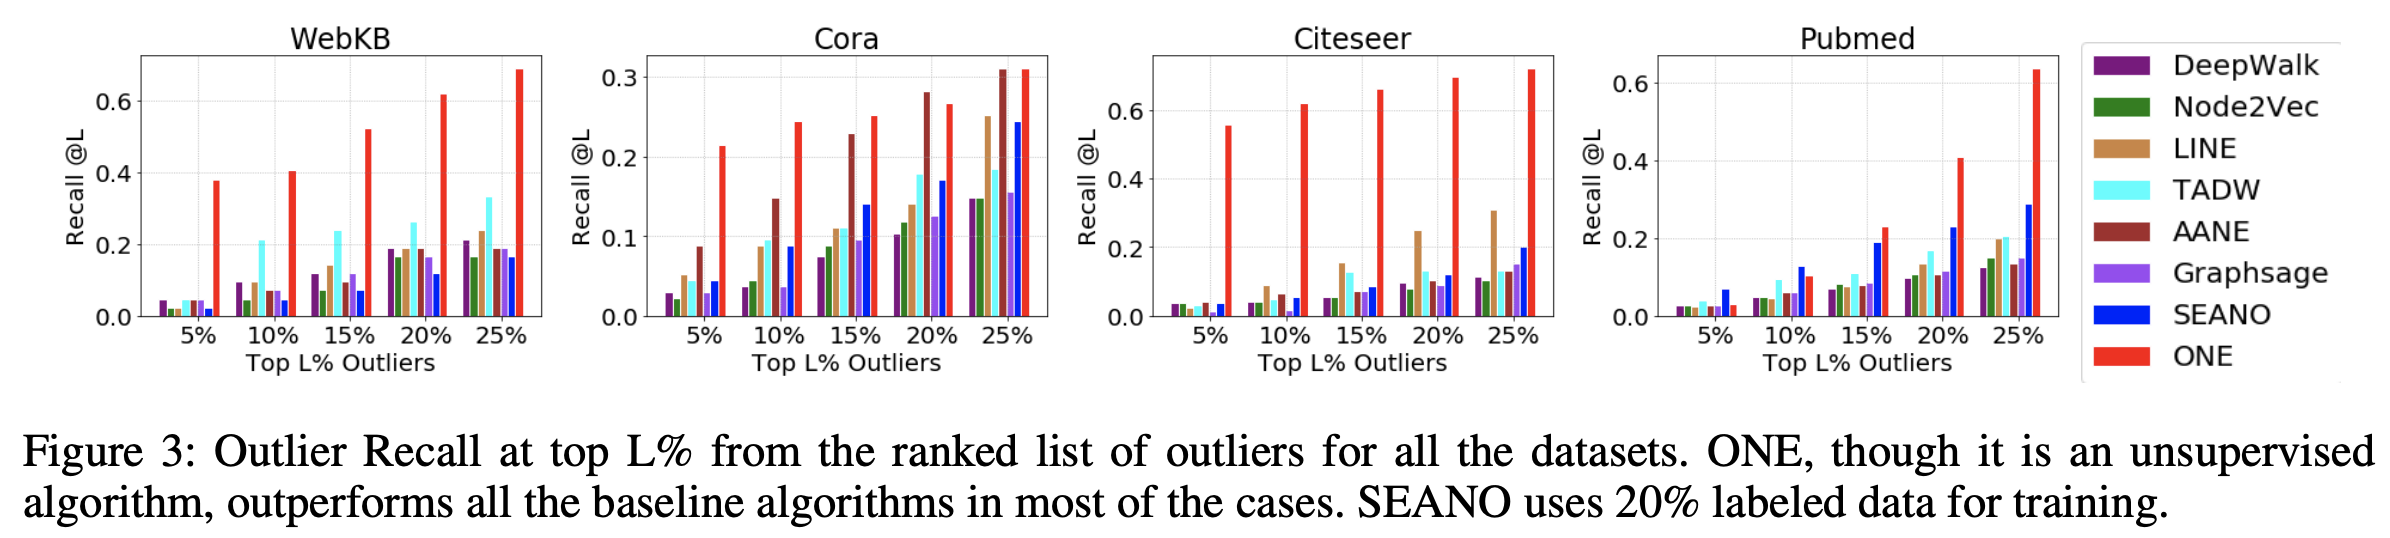 WebKB
Recall @L
0.6
0.4
0.2
0.0
5% 10% 15% 20% 25%
Top L% Outliers
Cora
Recall @L
0.3
0.2
0.1
0.0
5% 10% 15% 20% 25%
Top L% Outliers
Citeseer
Recall @L
0.6
0.4
0.2
0.0
5% 10% 15% 20% 25%
Top L% Outliers
Pubmed
Recall @L
0.6
0.4
0.2
0.0
5% 10% 15% 20% 25%
Top L% Outliers
DeepWalk
Node2Vec
LINE
TADW
AANE
Graphsage
SEANO
ONE
Figure 3: Outlier Recall at top L% from the ranked list of outliers for all the datasets. ONE, though it is an unsupervised
algorithm, outperforms all the baseline algorithms in most of the cases. SEANO uses 20% labeled data for training.